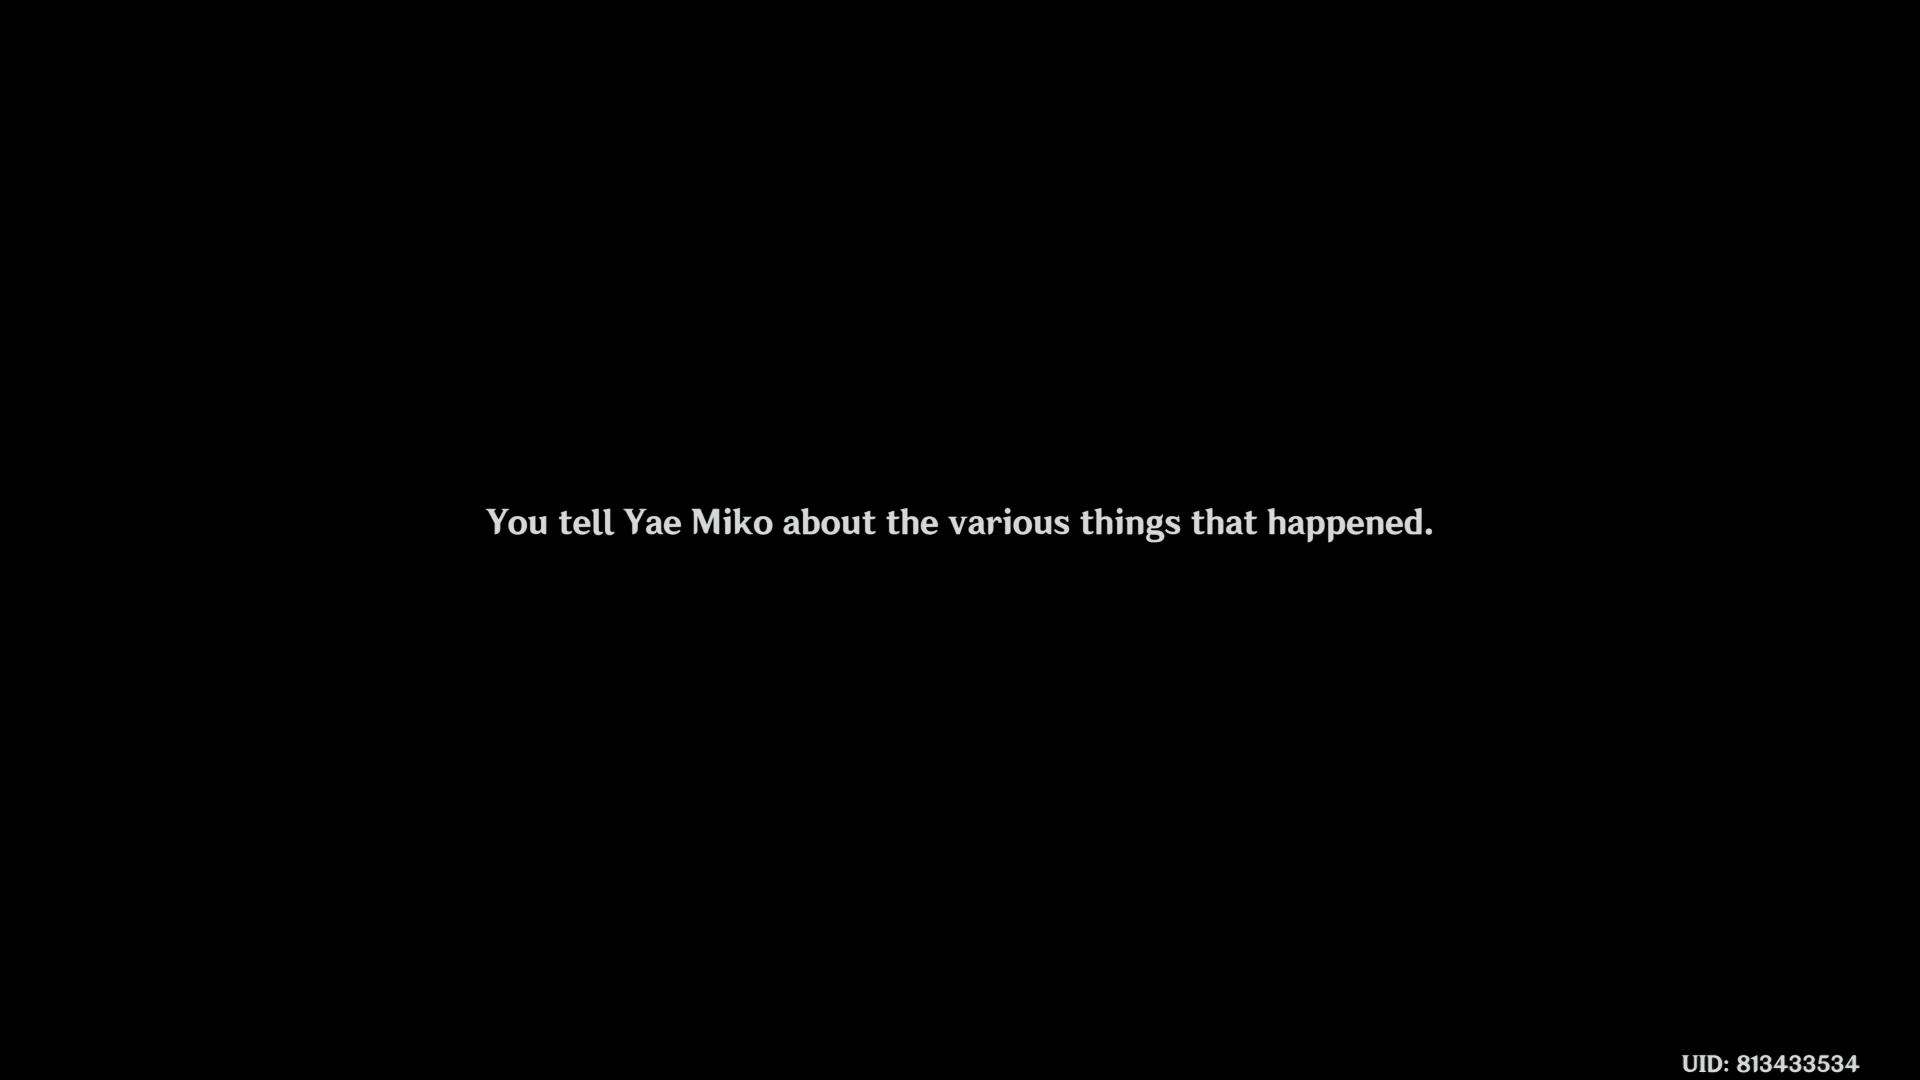 You tell Yae Miko about the various things that happened.
UID: 813433534